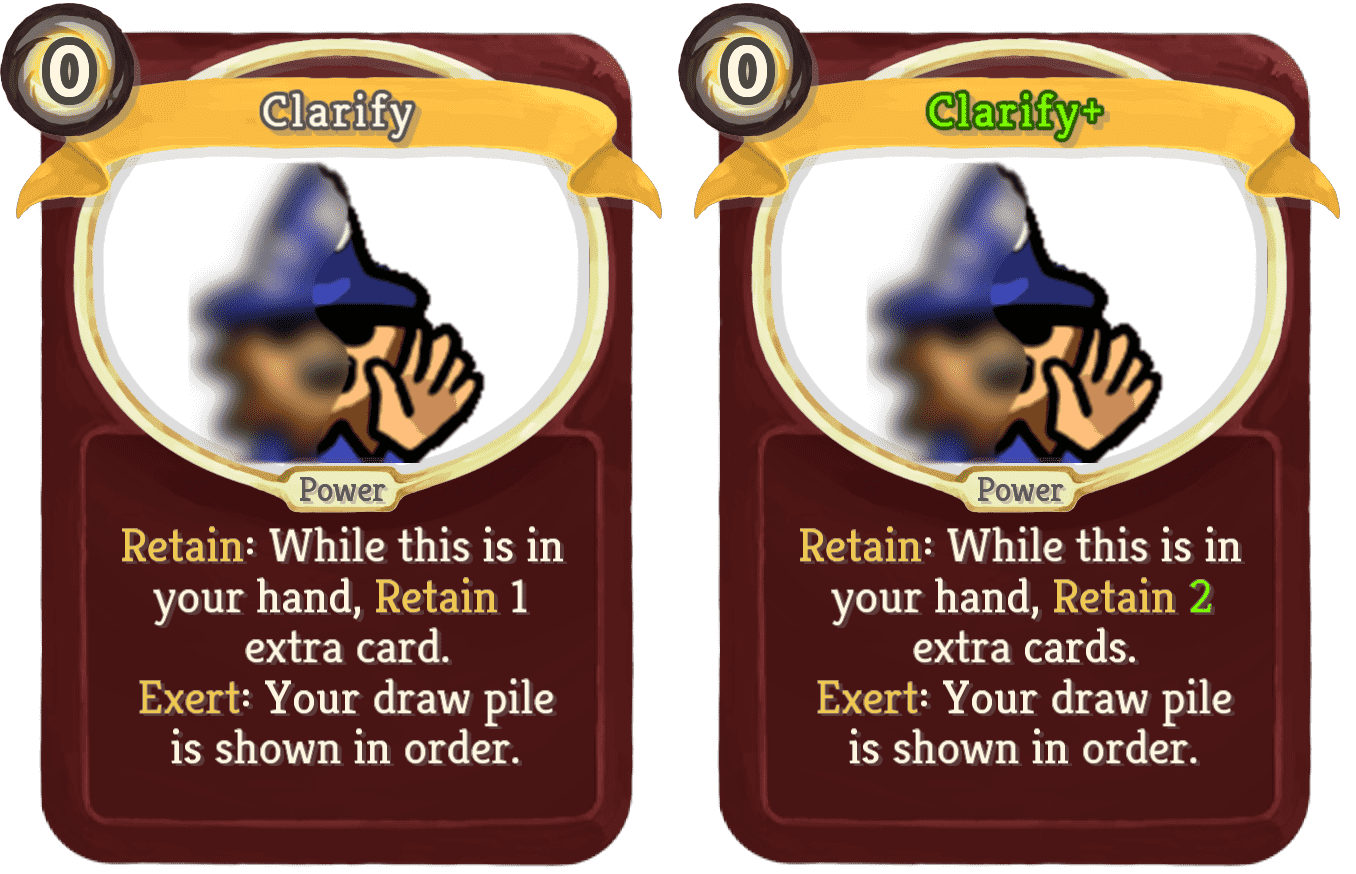 0
Clarify
Power
Retain: While this is in
your hand, Retain 1
extra card.
Exert: Your draw pile
is shown in order.
0
Clarify+
Power
Retain: While this is in
your hand, Retain 2
extra cards.
Exert: Your draw pile
is shown in order.